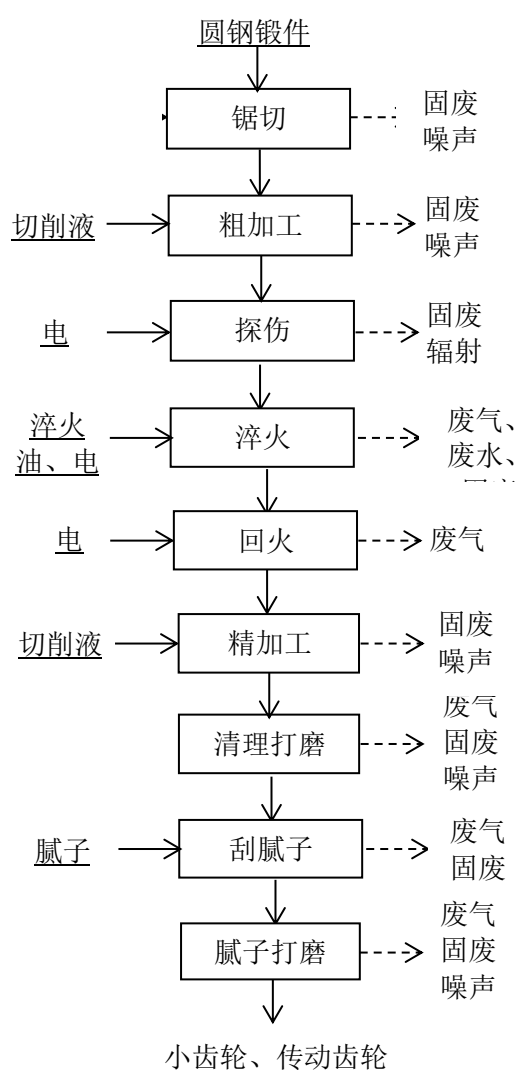 圆钢锻件
锯切
固废
噪声
切削液
粗加工
固废
噪声
电
探伤
固废
辐射
淬火
油、电
淬火
废气、
废水、
电
回火
废气
切削液
精加工
固废
噪声
清理打磨
废气
固废
噪声
腻子
刮腻子
废气
固废
腻子打磨
废气
固废
噪声
小齿轮、传动齿轮